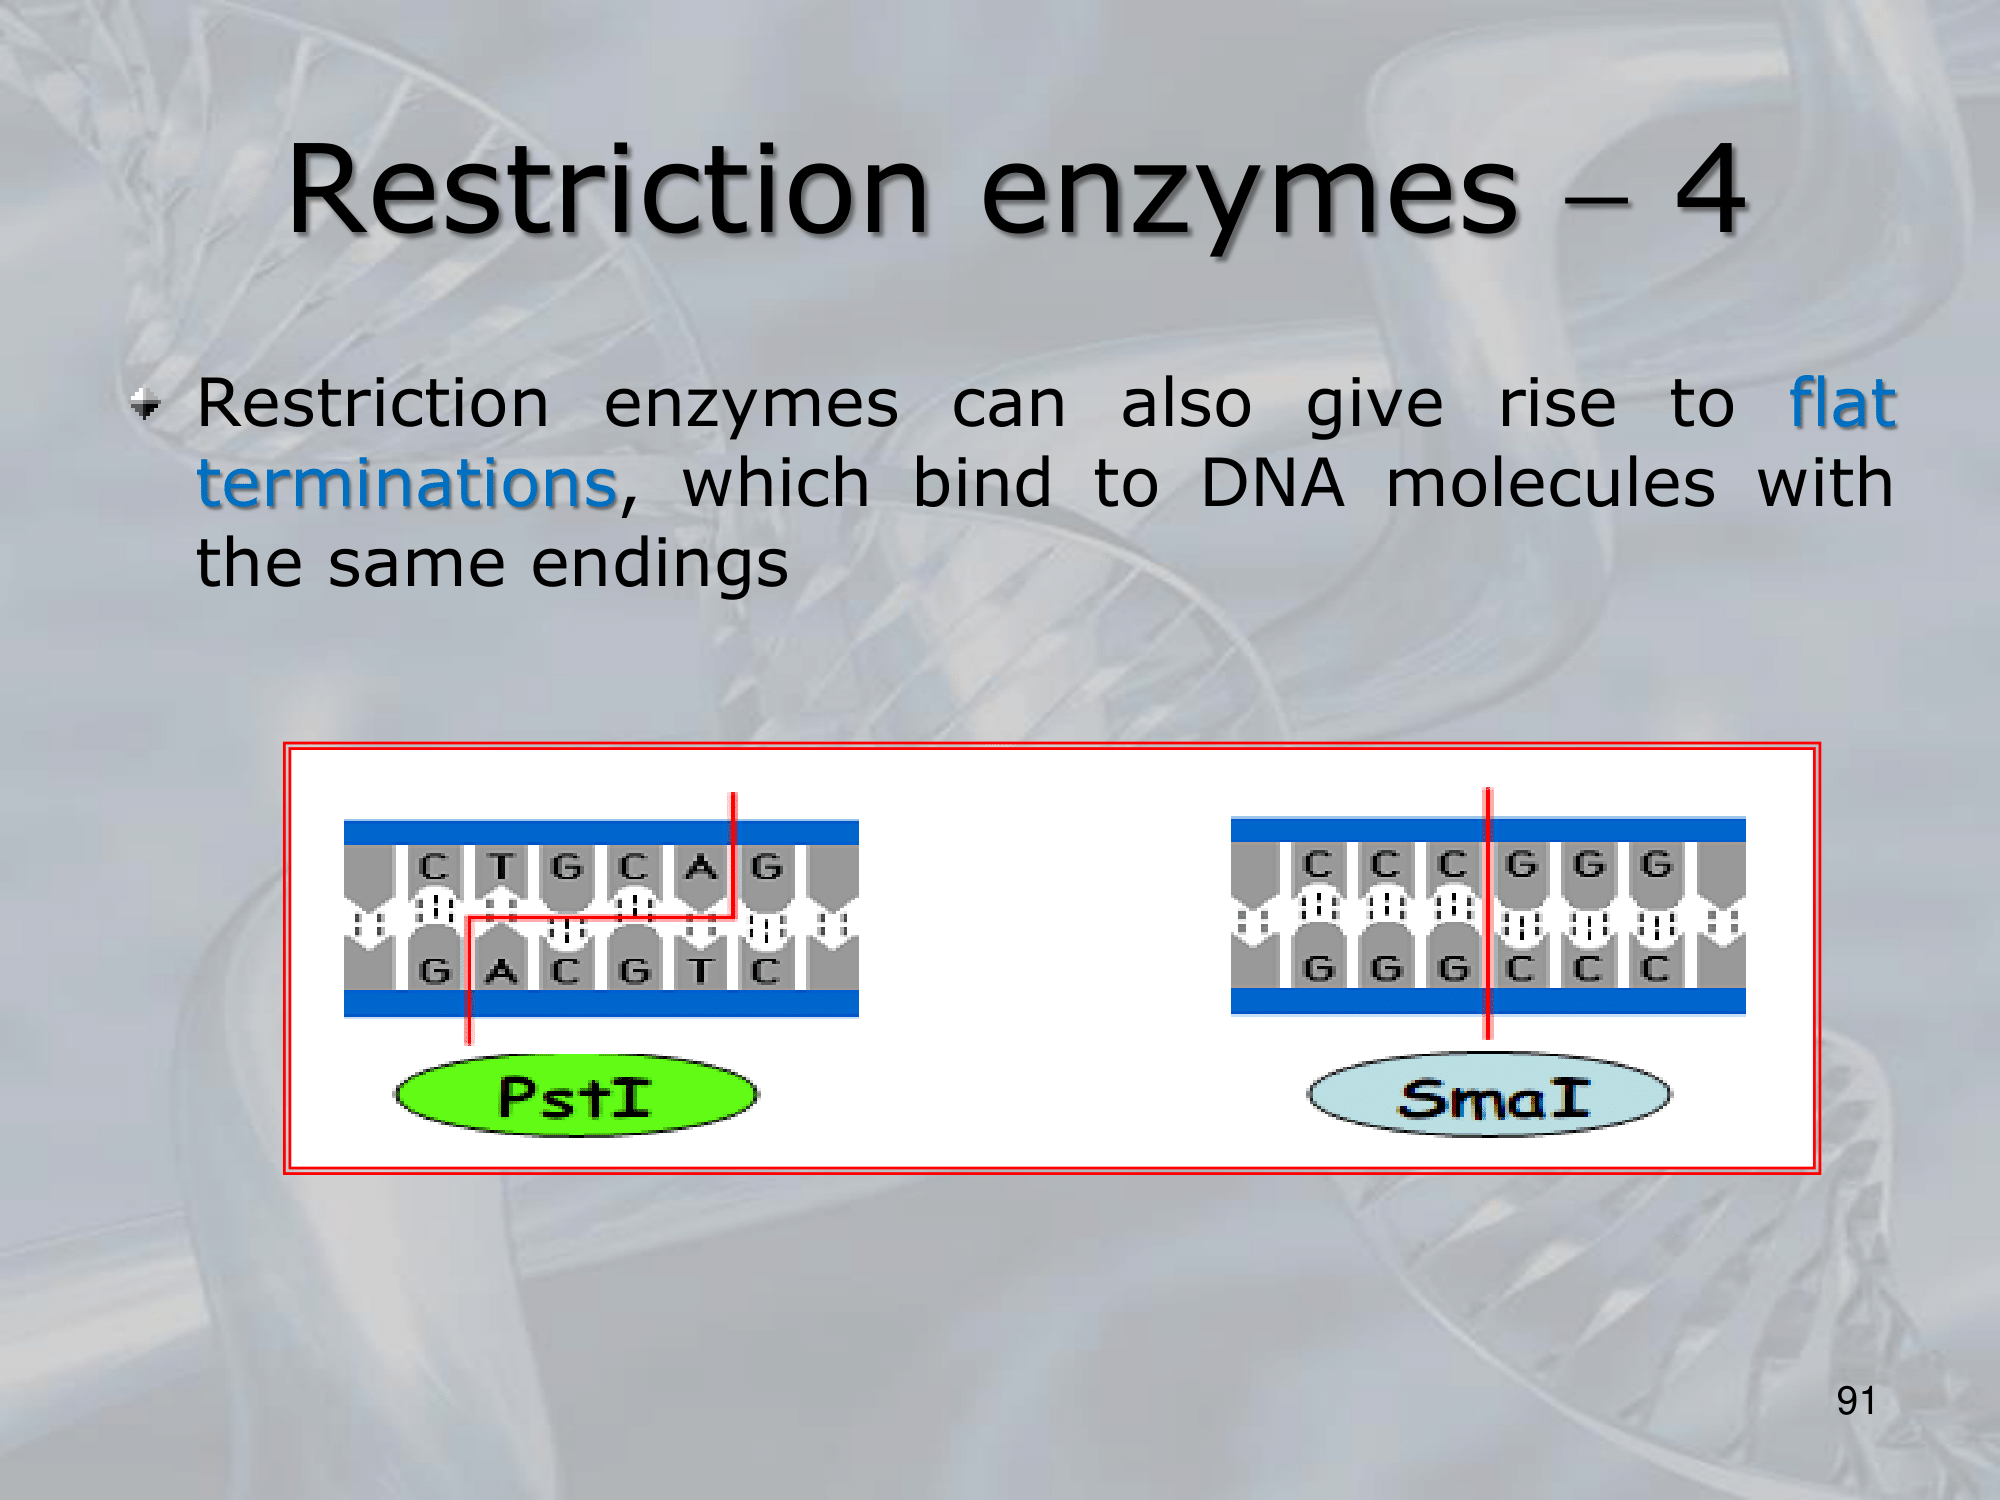 Restriction enzymes – 4
Restriction enzymes can also give rise to flat
terminations, which bind to DNA molecules with
the same endings
C T G C A G
G A C G T C
PstI
C C C G G G
G G G C C C
SmaI
91